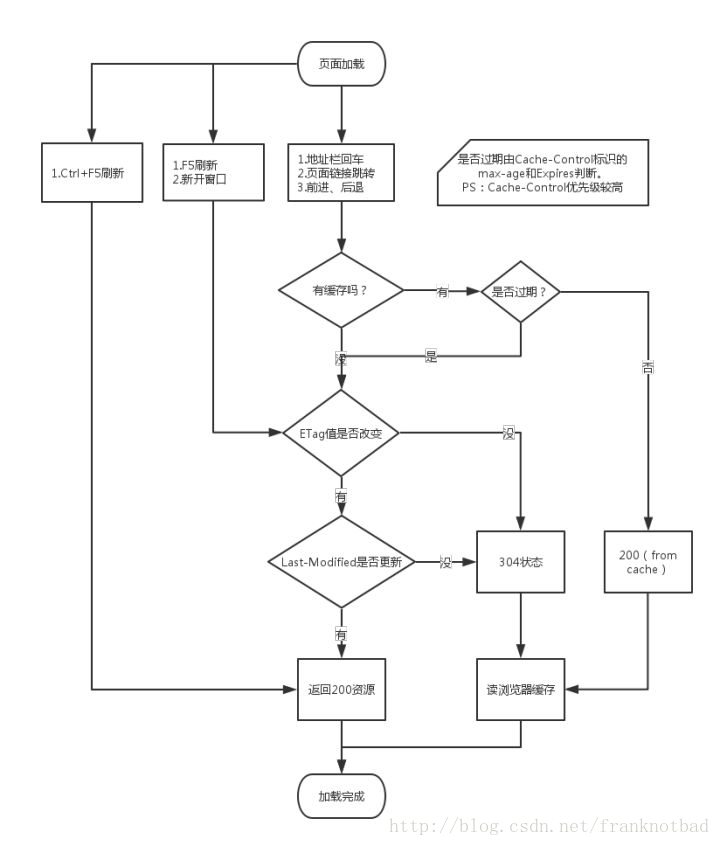 页面加载
1.Ctrl+F5刷新
1.F5刷新
2.新开窗口
1.地址栏回车
2.页面链接跳转
3.前进、后退
是否过期由Cache-Control标识的
max-age和Expires判断。
PS：Cache-Control优先级较高
有缓存吗？
有
是否过期？
没
是
否
ETag值是否改变
没
有
Last-Modified是否更新
没
304状态
200（from
cache）
有
返回200资源
读浏览器缓存
加载完成
http://blog.csdn.net/franknotbad